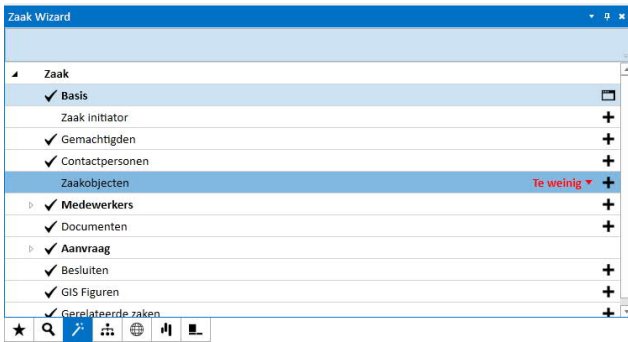 Zaak Wizard
Zaak
Basis
Zaak initiator
Gemachtigden
Contactpersonen
Zaakobjecten Te weinig
Medewerkers
Documenten
Aanvraag
Besluiten
GIS Figuren
Gerelateerde zaken